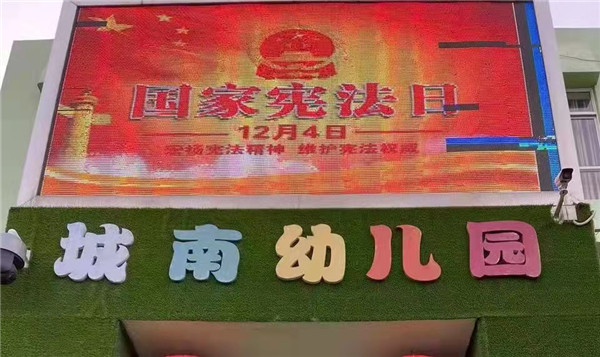 国家宪法日
12月4日
弘扬宪法精神 维护宪法权威
城南幼儿园